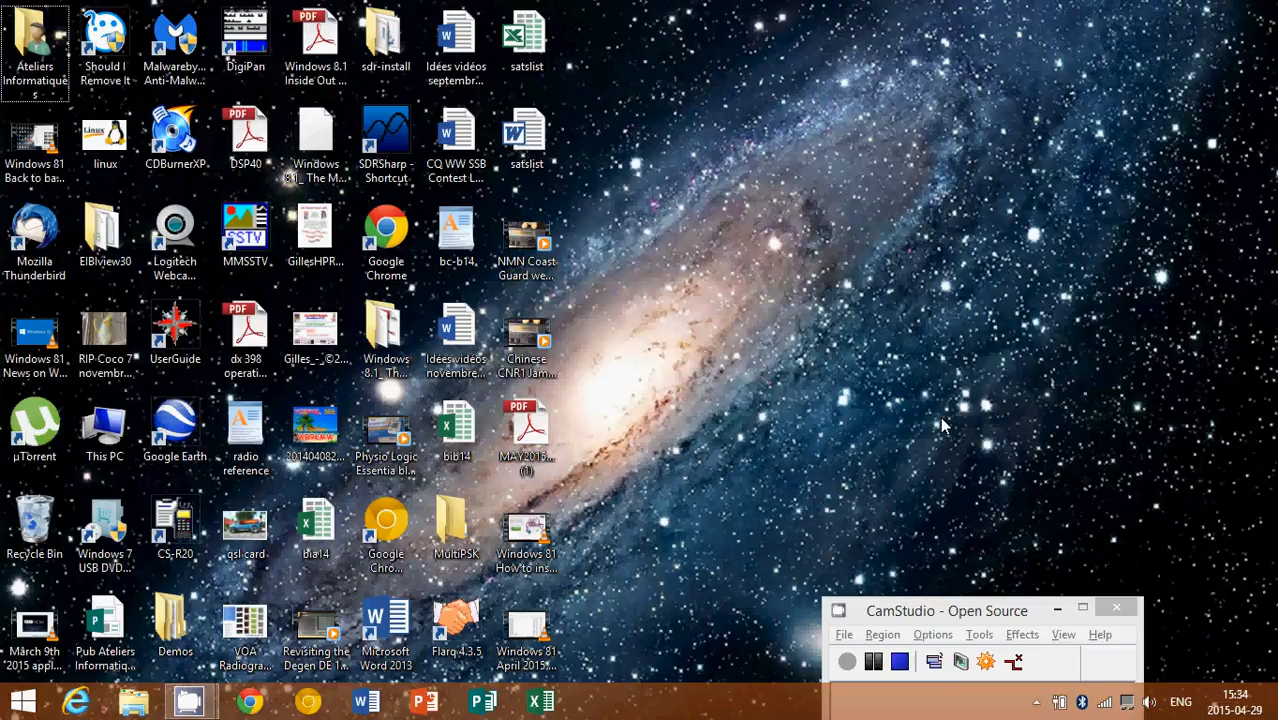 Ateliers
Informatique
s
Should I
Remove It
Malwareby...
Anti-Malw...
DigiPan
PDF
Windows 8.1
Inside Out ...
sdr-install
Idées vidéos
septembr...
satslist
Windows 81
Back to ba...
Linux
linux
CDBurnerXP
PDF
DSP40
Windows
8.1_ The M...
SDRSharp -
Shortcut
CQ WW SSB
Contest L...
satslist
Mozilla
Thunderbird
EIBIview30
Logitech
Webca...
SSTV
MMSSTV
GillesHPR...
Google
Chrome
bc-b14
NMN Coast
Guard we...
Windows 81
News on W...
RIP-Coco 7
novembr...
UserGuide
PDF
dx 398
operati...
Gilles_-_©2...
Windows
8.1_ Th...
Idées vidéos
novembre...
Chinese
CNR1 Jam...
µTorrent
This PC
Google Earth
radio
reference
201404082...
Physio Logic
Essentia bl...
bib14
PDF
MAY2015...
(1)
Recycle Bin
Windows 7
USB DVD...
CS-R20
qsl card
bia14
Google
Chro...
MultiPSK
Windows 81
How to ins...
March 9th
2015 appl...
Pub Ateliers
Informatiq...
Demos
VOA
Radiogra...
Revisiting the
Degen DE 1...
Microsoft
Word 2013
Flarq 4.3.5
Windows 81
April 2015...
CamStudio - Open Source
File Region Options Tools Effects View Help
ENG
15:34
2015-04-29